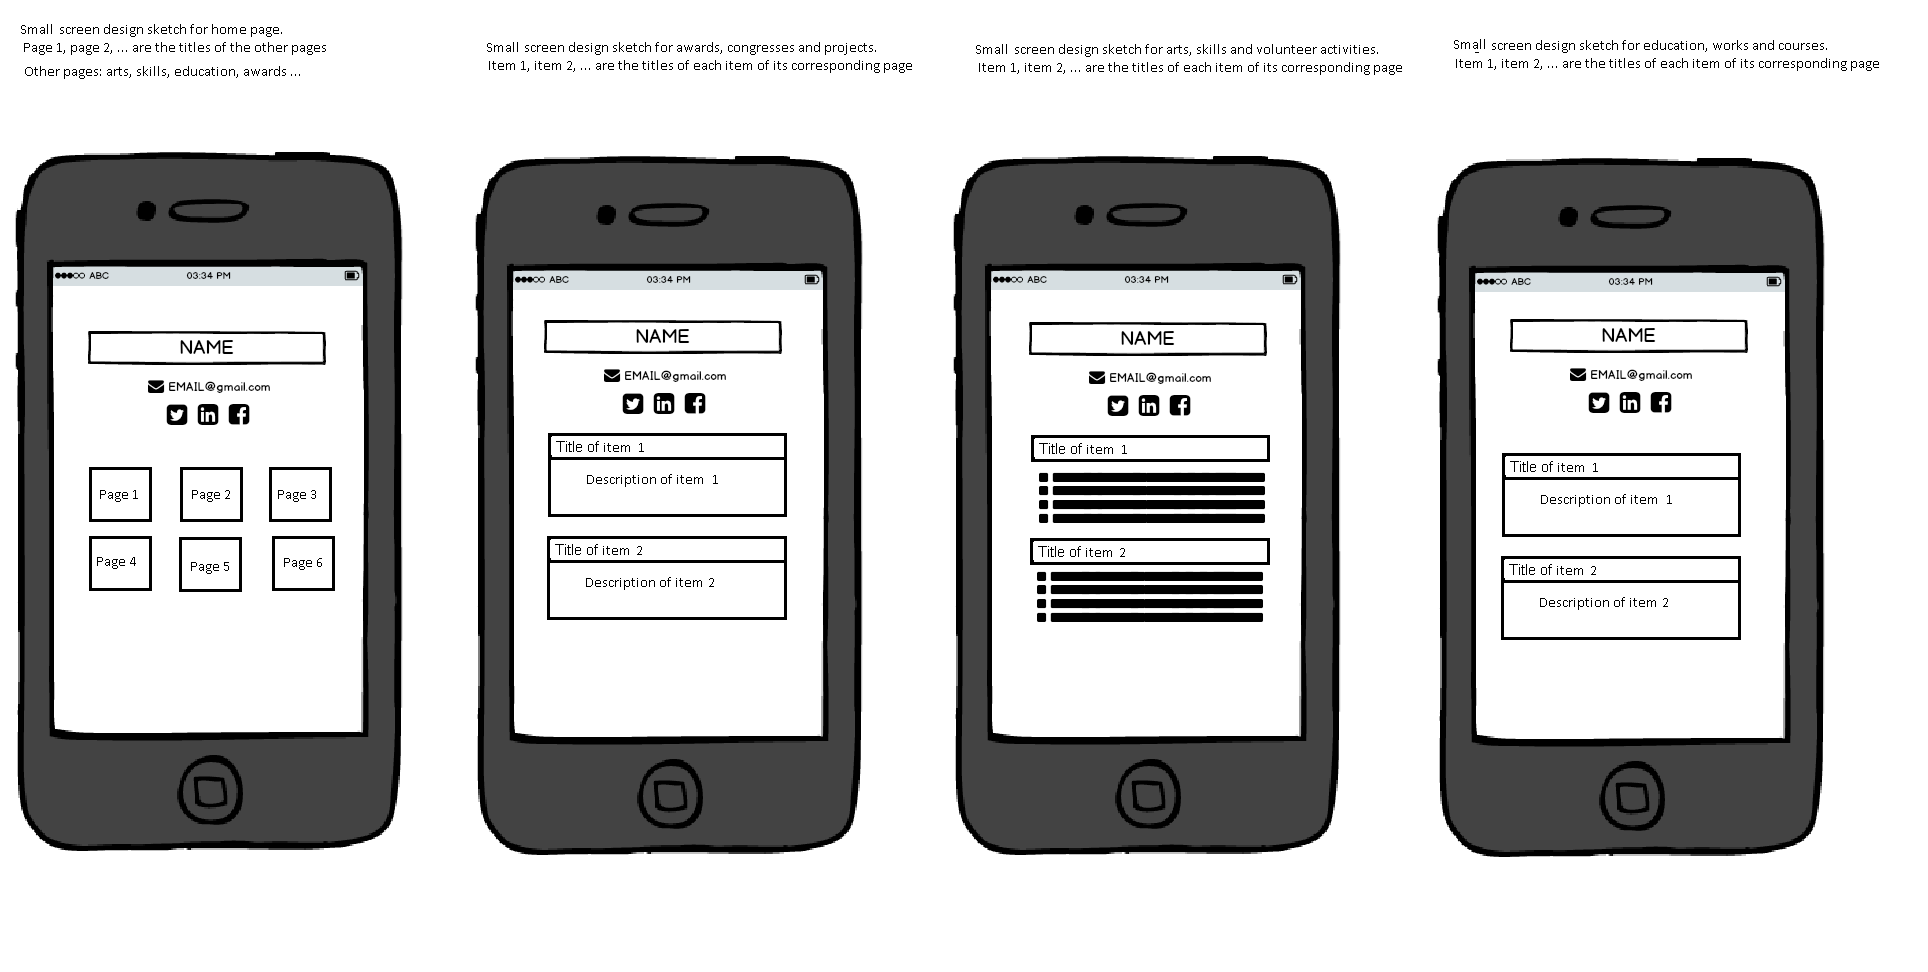 Small screen design sketch for home page.
Page 1, page 2, ... are the titles of the other pages
Other pages: arts, skills, education, awards ...
Small screen design sketch for awards, congresses and projects.
Item 1, item 2, ... are the titles of each item of its corresponding page
Small screen design sketch for arts, skills and volunteer activities.
Item 1, item 2, ... are the titles of each item of its corresponding page
Small screen design sketch for education, works and courses.
Item 1, item 2, ... are the titles of each item of its corresponding page
ABC 03:34 PM
NAME
EMAIL@gmail.com
in
Page 1 Page 2 Page 3
Page 4 Page 5 Page 6
ABC 03:34 PM
NAME
EMAIL@gmail.com
in
Title of item 1
Description of item 1
Title of item 2
Description of item 2
ABC 03:34 PM
NAME
EMAIL@gmail.com
in
Title of item 1
Title of item 2
ABC 03:34 PM
NAME
EMAIL@gmail.com
in
Title of item 1
Description of item 1
Title of item 2
Description of item 2